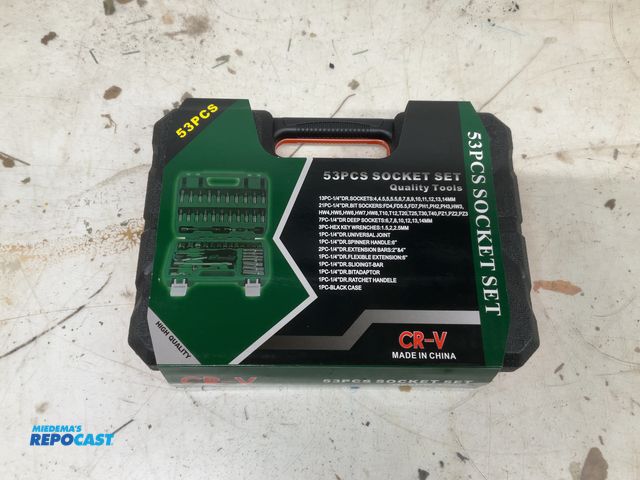 53PCS
53PCS SOCKET SET
Quality Tools
13PC-1/4"DR.SOCKETS:4,4.5,5,5.5,6,7,8,9,10,11,12,13,14MM
21PC-1/4"DR.BIT SOCKERS:FD4,FD5.5,FD7,PH1,PH2,PH3,HW3,
HW4,HW5,HW6,HW7,HW8,T10,T12,T20,T25,T30,T40,PZ1,PZ2,PZ3
7PC-1/4"DR DEEP SOCKETS:6,7,8,10,12,13,14MM
3PC-HEX KEY WRENCHES:1.5,2,2.5MM
1PC-1/4"DR.UNIVERSAL JOINT
1PC-1/4"DR.SPINNER HANDLE:6"
2PC-1/4"DR.EXTENSION BARS:2"&4"
1PC-1/4"DR.FLEXIBLE EXTENSION:6"
1PC-1/4"DR.SLIOINGT-BAR
1PC-1/4"DR.BITADAPTOR
1PC-1/4"DR.RATCHET HANDELE
1PC-BLACK CASE
CR-V
MADE IN CHINA
53PCS SOCKET SET
HIGH QUALITY
CR-V
53PCS SOCKET SET
MIEDEMA'S
REPOCAST